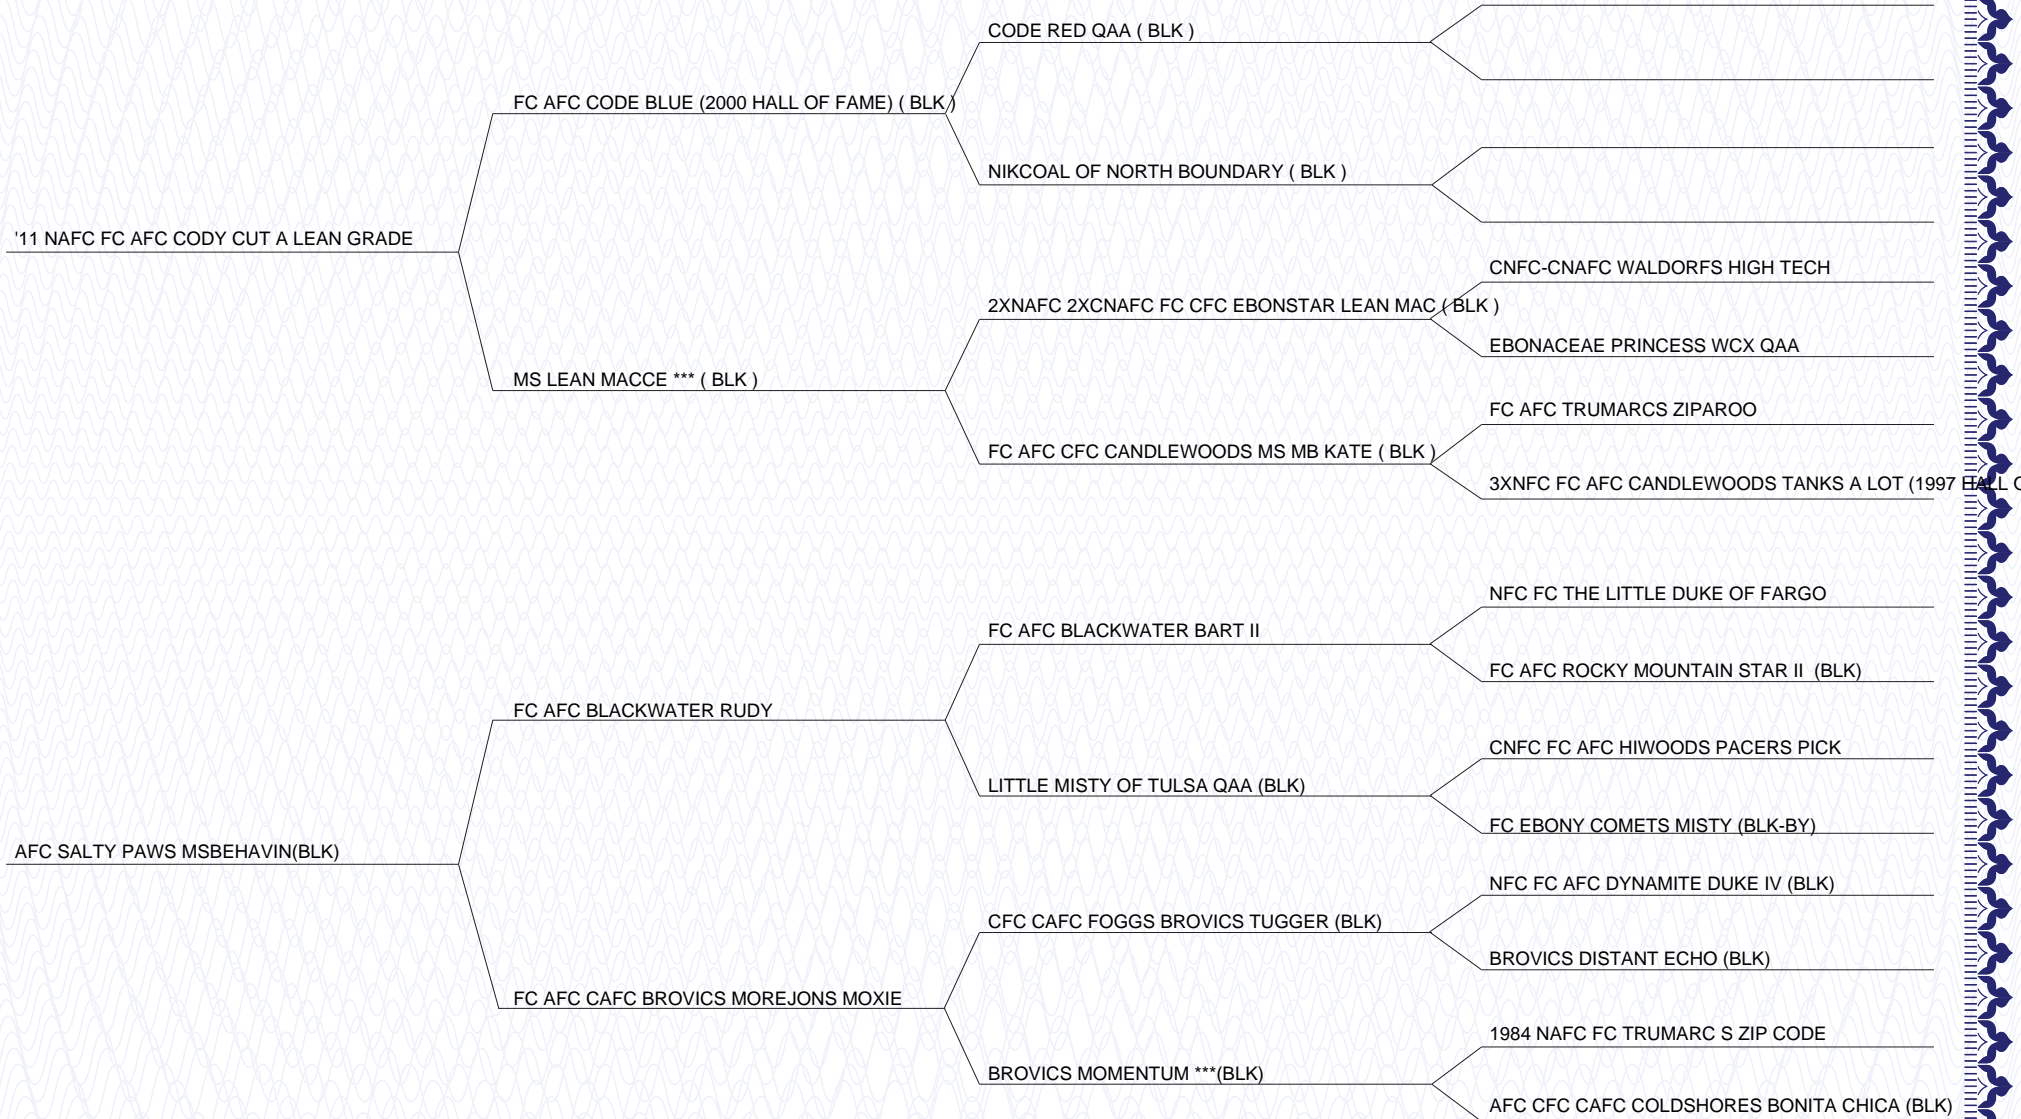 CODE RED QAA ( BLK )
FC AFC CODE BLUE (2000 HALL OF FAME) ( BLK )
NIKCOAL OF NORTH BOUNDARY ( BLK )
'11 NAFC FC AFC CODY CUT A LEAN GRADE
CNFC-CNAFC WALDORFS HIGH TECH
2XNAFC 2XCNAFC FC CFC EBONSTAR LEAN MAC ( BLK )
EBONACEAE PRINCESS WCX QAA
MS LEAN MACCE *** ( BLK )
FC AFC TRUMARCS ZIPAROO
FC AFC CFC CANDLEWOODS MS MB KATE ( BLK )
3XNFC FC AFC CANDLEWOODS TANKS A LOT (1997 HALL
NFC FC THE LITTLE DUKE OF FARGO
FC AFC BLACKWATER BART II
FC AFC ROCKY MOUNTAIN STAR II (BLK)
FC AFC BLACKWATER RUDY
CNFC FC AFC HIWOODS PACERS PICK
LITTLE MISTY OF TULSA QAA (BLK)
FC EBONY COMETS MISTY (BLK-BY)
AFC SALTY PAWS MSBEHAVIN(BLK)
NFC FC AFC DYNAMITE DUKE IV (BLK)
CFC CAFC FOGGS BROVICS TUGGER (BLK)
BROVICS DISTANT ECHO (BLK)
FC AFC CAFC BROVICS MOREJONS MOXIE
1984 NAFC FC TRUMARC S ZIP CODE
BROVICS MOMENTUM ***(BLK)
AFC CFC CAFC COLDSHORES BONITA CHICA (BLK)